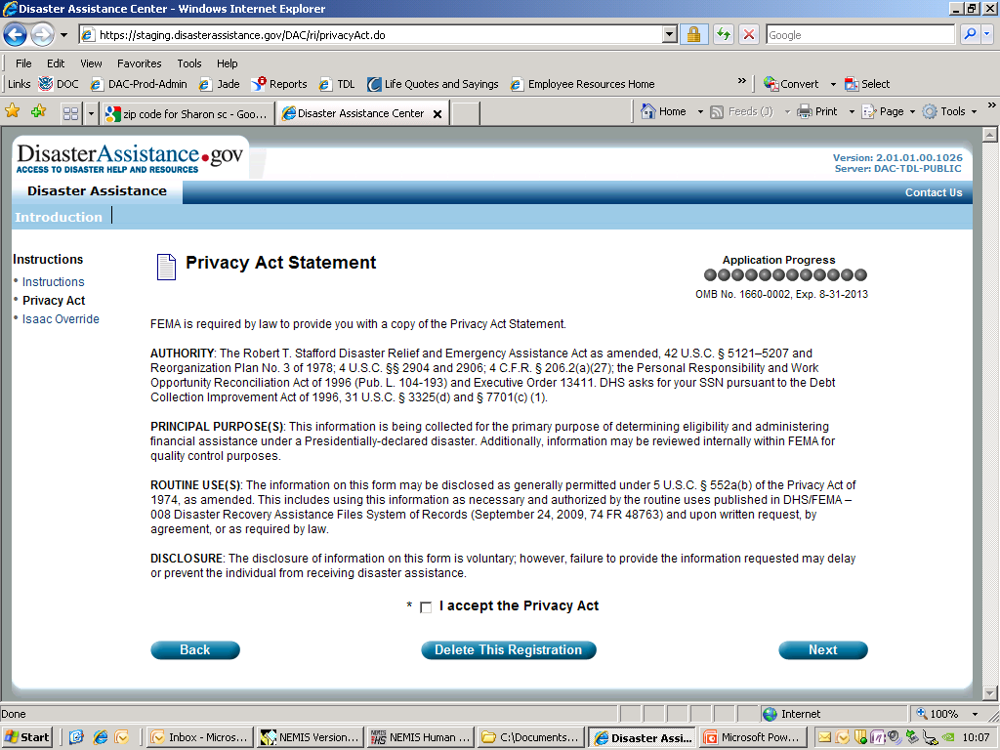 Disaster Assistance Center - Windows Internet Explorer
https://staging.disasterassistance.gov/DAC/ri/privacyAct.do
Google
File Edit View Favorites Tools Help
Links DOC DAC-Prod-Admin Jade Reports TDL Life Quotes and Sayings Employee Resources Home » Convert Select
zip code for Sharon sc - Goo... Disaster Assistance Center Home Feeds (J) Print Page Tools »
DisasterAssistance.gov
ACCESS TO DISASTER HELP AND RESOURCES
Version: 2.01.01.00.1026
Server: DAC-TDL-PUBLIC
Disaster Assistance
Contact Us
Introduction
Instructions
• Instructions
• Privacy Act
• Isaac Override
Privacy Act Statement
Application Progress
OMB No. 1660-0002, Exp. 8-31-2013
FEMA is required by law to provide you with a copy of the Privacy Act Statement.
AUTHORITY: The Robert T. Stafford Disaster Relief and Emergency Assistance Act as amended, 42 U.S.C. § 5121–5207 and
Reorganization Plan No. 3 of 1978; 4 U.S.C. §§ 2904 and 2906; 4 C.F.R. § 206.2(a)(27); the Personal Responsibility and Work
Opportunity Reconciliation Act of 1996 (Pub. L. 104-193) and Executive Order 13411. DHS asks for your SSN pursuant to the Debt
Collection Improvement Act of 1996, 31 U.S.C. § 3325(d) and § 7701(c) (1).
PRINCIPAL PURPOSE(S): This information is being collected for the primary purpose of determining eligibility and administering
financial assistance under a Presidentially-declared disaster. Additionally, information may be reviewed internally within FEMA for
quality control purposes.
ROUTINE USE(S): The information on this form may be disclosed as generally permitted under 5 U.S.C. § 552a(b) of the Privacy Act of
1974, as amended. This includes using this information as necessary and authorized by the routine uses published in DHS/FEMA –
008 Disaster Recovery Assistance Files System of Records (September 24, 2009, 74 FR 48763) and upon written request, by
agreement, or as required by law.
DISCLOSURE: The disclosure of information on this form is voluntary; however, failure to provide the information requested may delay
or prevent the individual from receiving disaster assistance.
* I accept the Privacy Act
Back
Delete This Registration
Next
Done
Internet
100%
Start
Inbox - Micros...
NEMIS Version...
NEMIS Human ...
C:\Documents...
Disaster Assi...
Microsoft Pow...
10:07